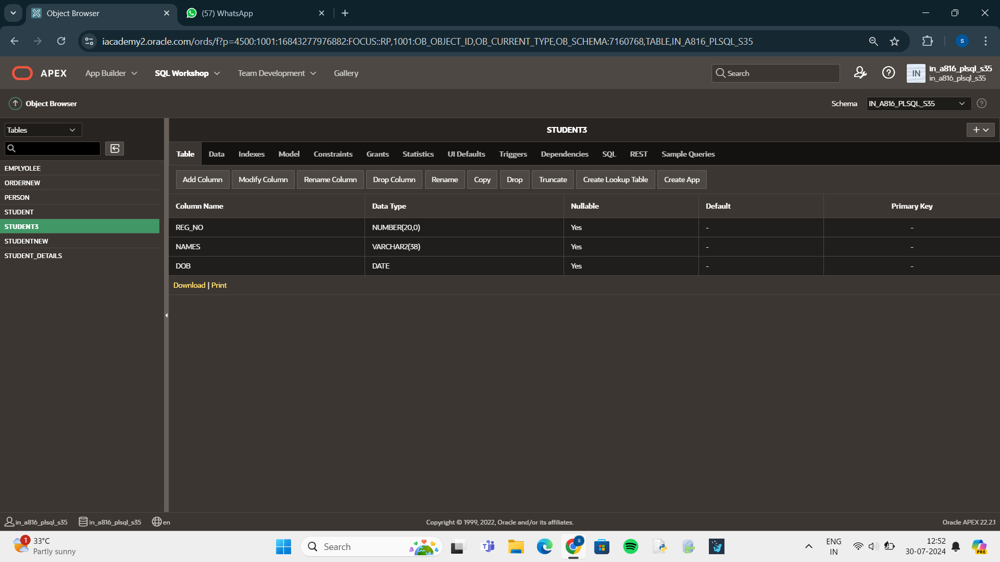 Object Browser
(57) WhatsApp
iacademy2.oracle.com/ords/f?p=4500:1001:16843277976882:FOCUS::RP,1001:OB_OBJECT_ID,OB_CURRENT_TYPE,OB_SCHEMA:7160768,TABLE,IN_A816_PLSQL_S35
S
APEX
App Builder
SQL Workshop
Team Development
Gallery
Search
IN
in_a816_plsql_s35
in_a816_plsql_s35
Object Browser
Schema
IN_A816_PLSQL_S35
Tables
EMPLYOLEE
ORDERNEW
PERSON
STUDENT
STUDENT3
STUDENTNEW
STUDENT_DETAILS
STUDENT3
Table Data Indexes Model Constraints Grants Statistics UI Defaults Triggers Dependencies SQL REST Sample Queries
Add Column Modify Column Rename Column Drop Column Rename Copy Drop Truncate Create Lookup Table Create App
Column Name Data Type Nullable Default Primary Key
REG_NO NUMBER(20,0) Yes - -
NAMES VARCHAR2(38) Yes - -
DOB DATE Yes - -
Download | Print
in_a816_plsql_s35
in_a816_plsql_s35
en
Copyright © 1999, 2022, Oracle and/or its affiliates.
Oracle APEX 22.2.1
1
33°C
Partly sunny
Search
S
ENG
IN
12:52
30-07-2024
PRE